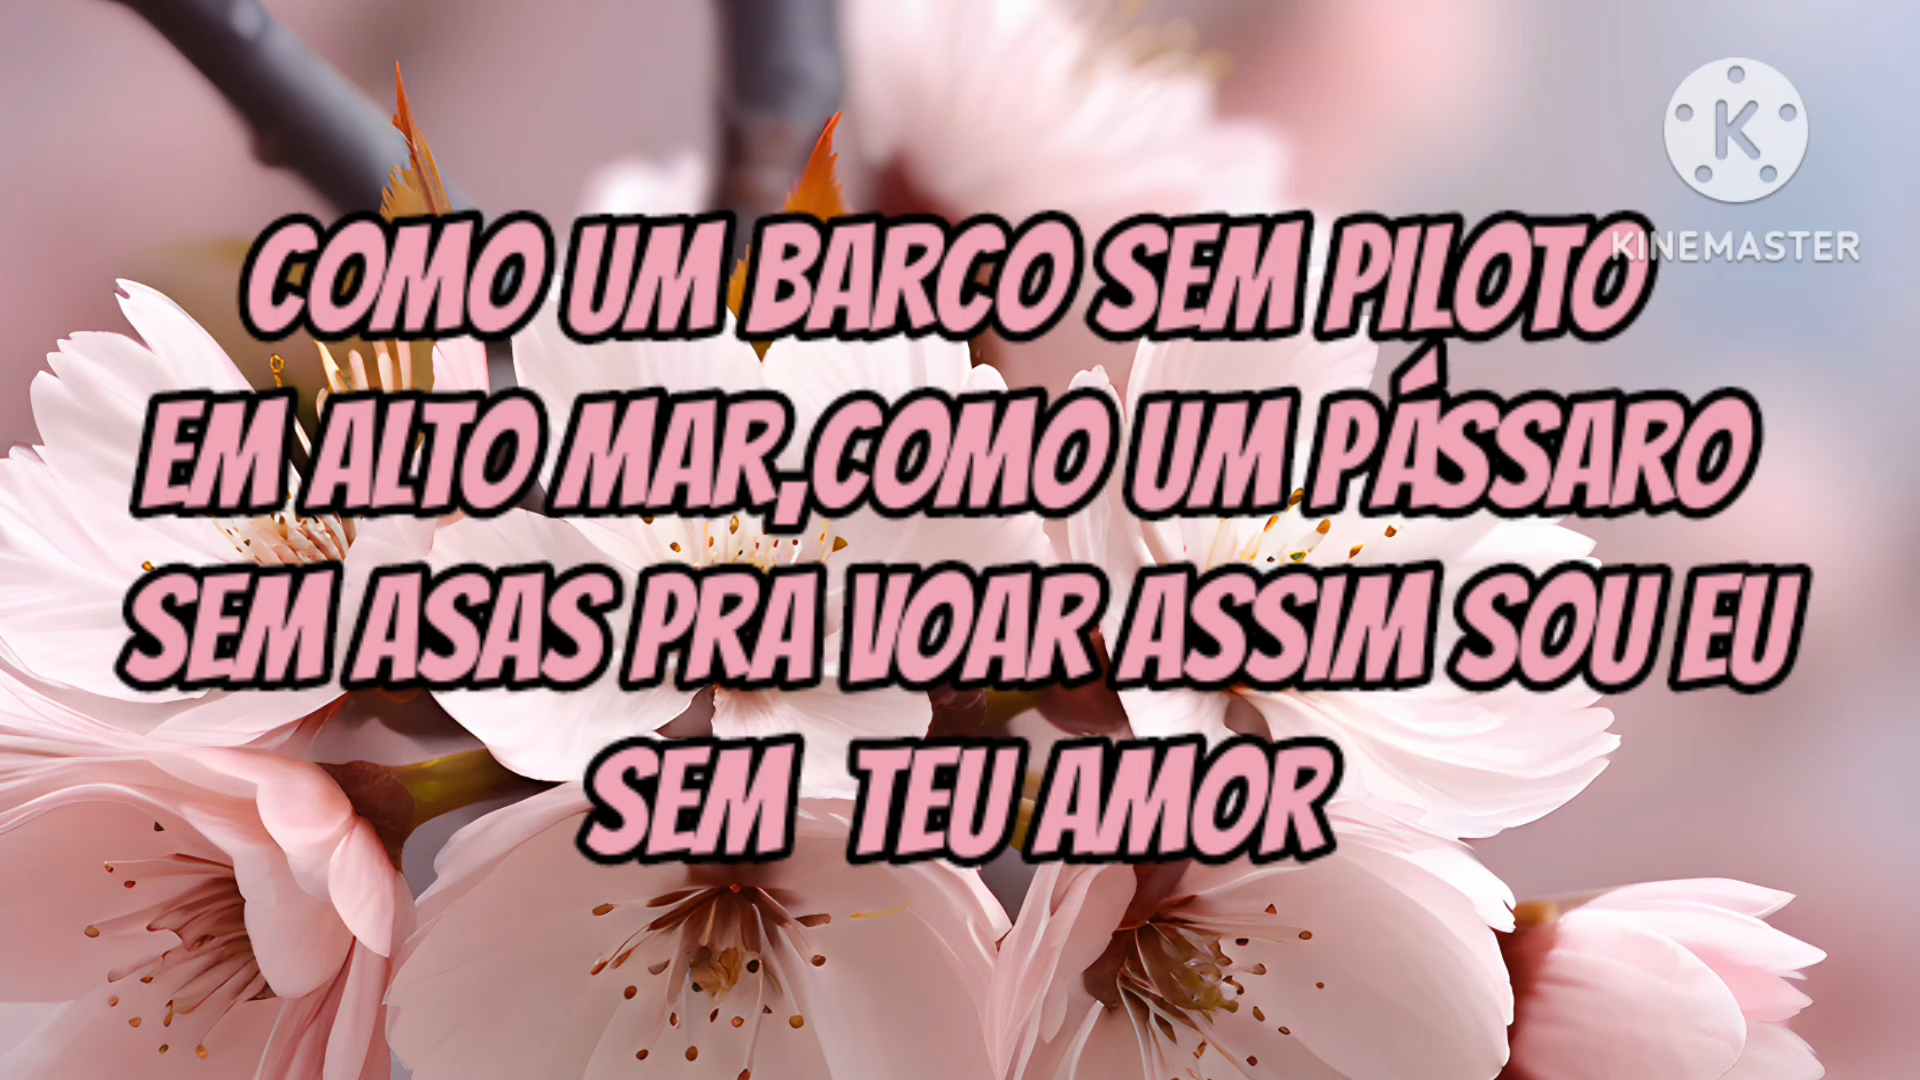 K
KINEMASTER
COMO UM BARCO SEM PILOTO
EM ALTO MAR,COMO UM PÁSSARO
SEM ASAS PRA VOAR ASSIM SOU EU
SEM  TEU AMOR